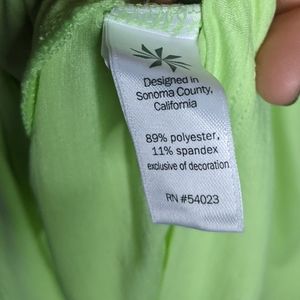 Designed in
Sonoma County,
California
89% polyester,
11% spandex
exclusive of decoration
RN #54023